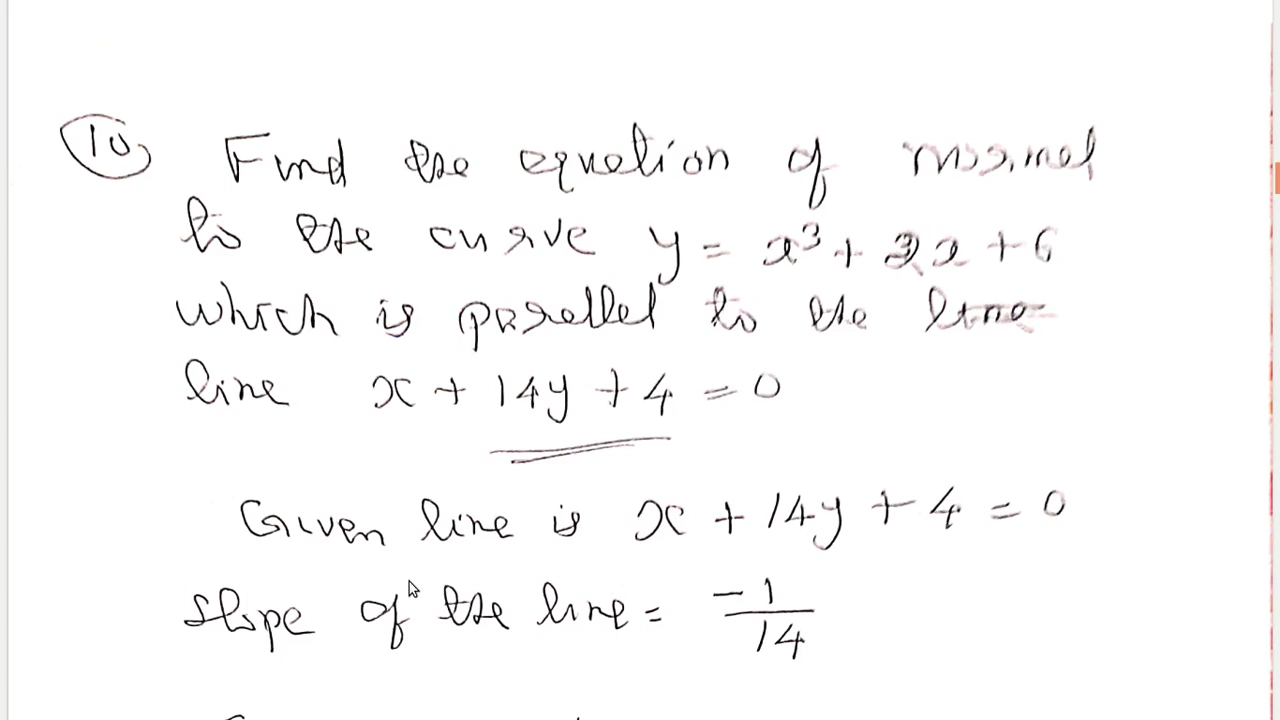 10) Find the equation of normal
to the curve y = x³ + 2x + 6
which is parallel to the line
line x + 14y + 4 = 0
Given line is x + 14y + 4 = 0
slope of the line = -1/14